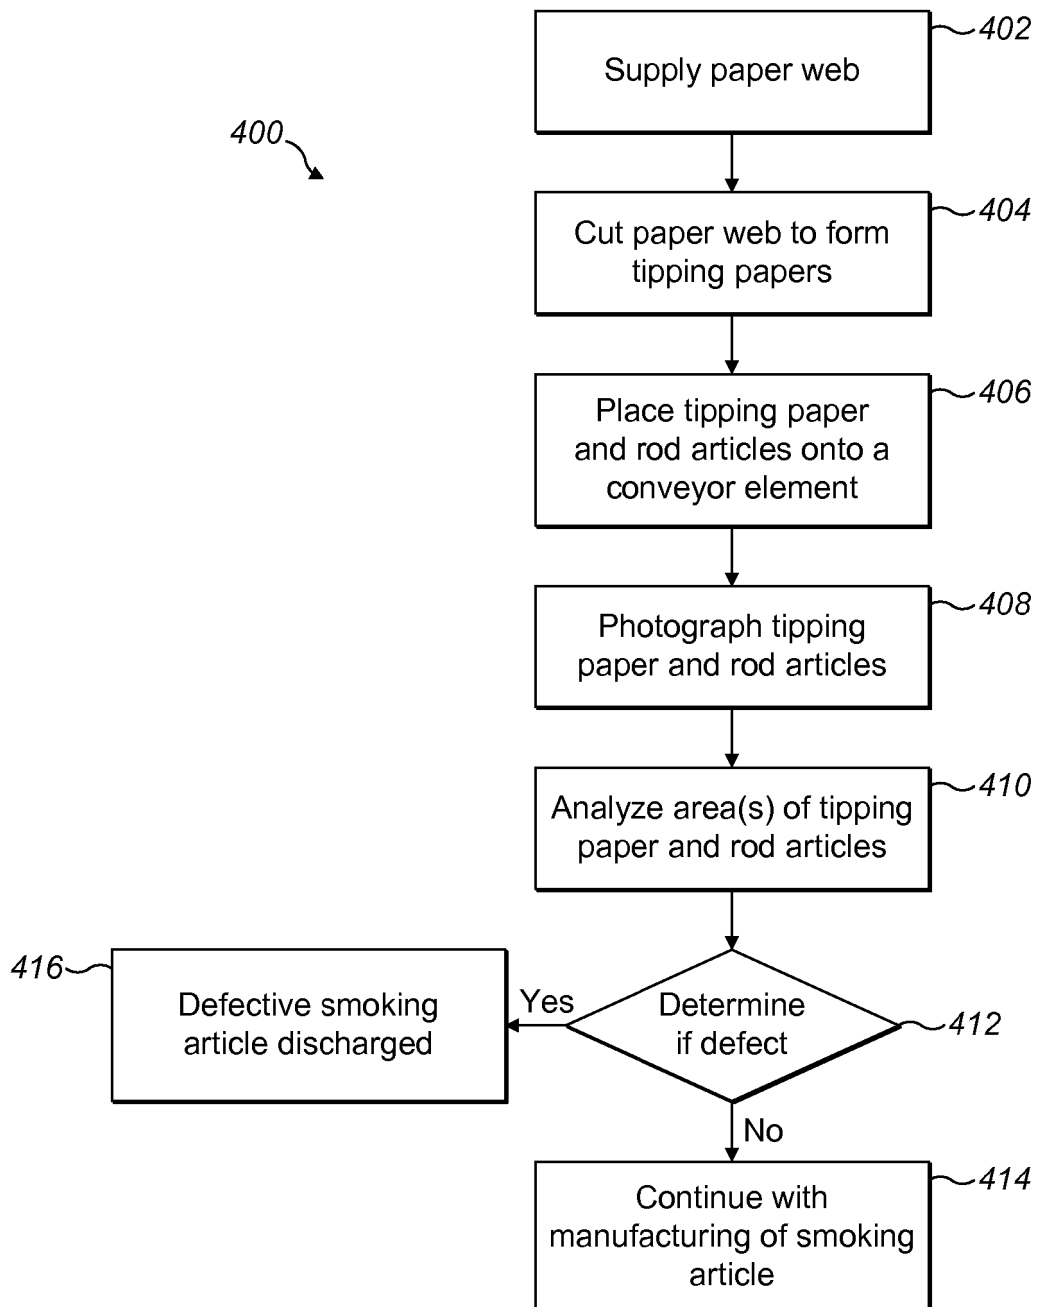 402
Supply paper web
400
404
Cut paper web to form
tipping papers
406
Place tipping paper
and rod articles onto a
conveyor element
408
Photograph tipping
paper and rod articles
410
Analyze area(s) of tipping
paper and rod articles
416
Defective smoking
article discharged
Yes
Determine
if defect
412
No
414
Continue with
manufacturing of smoking
article